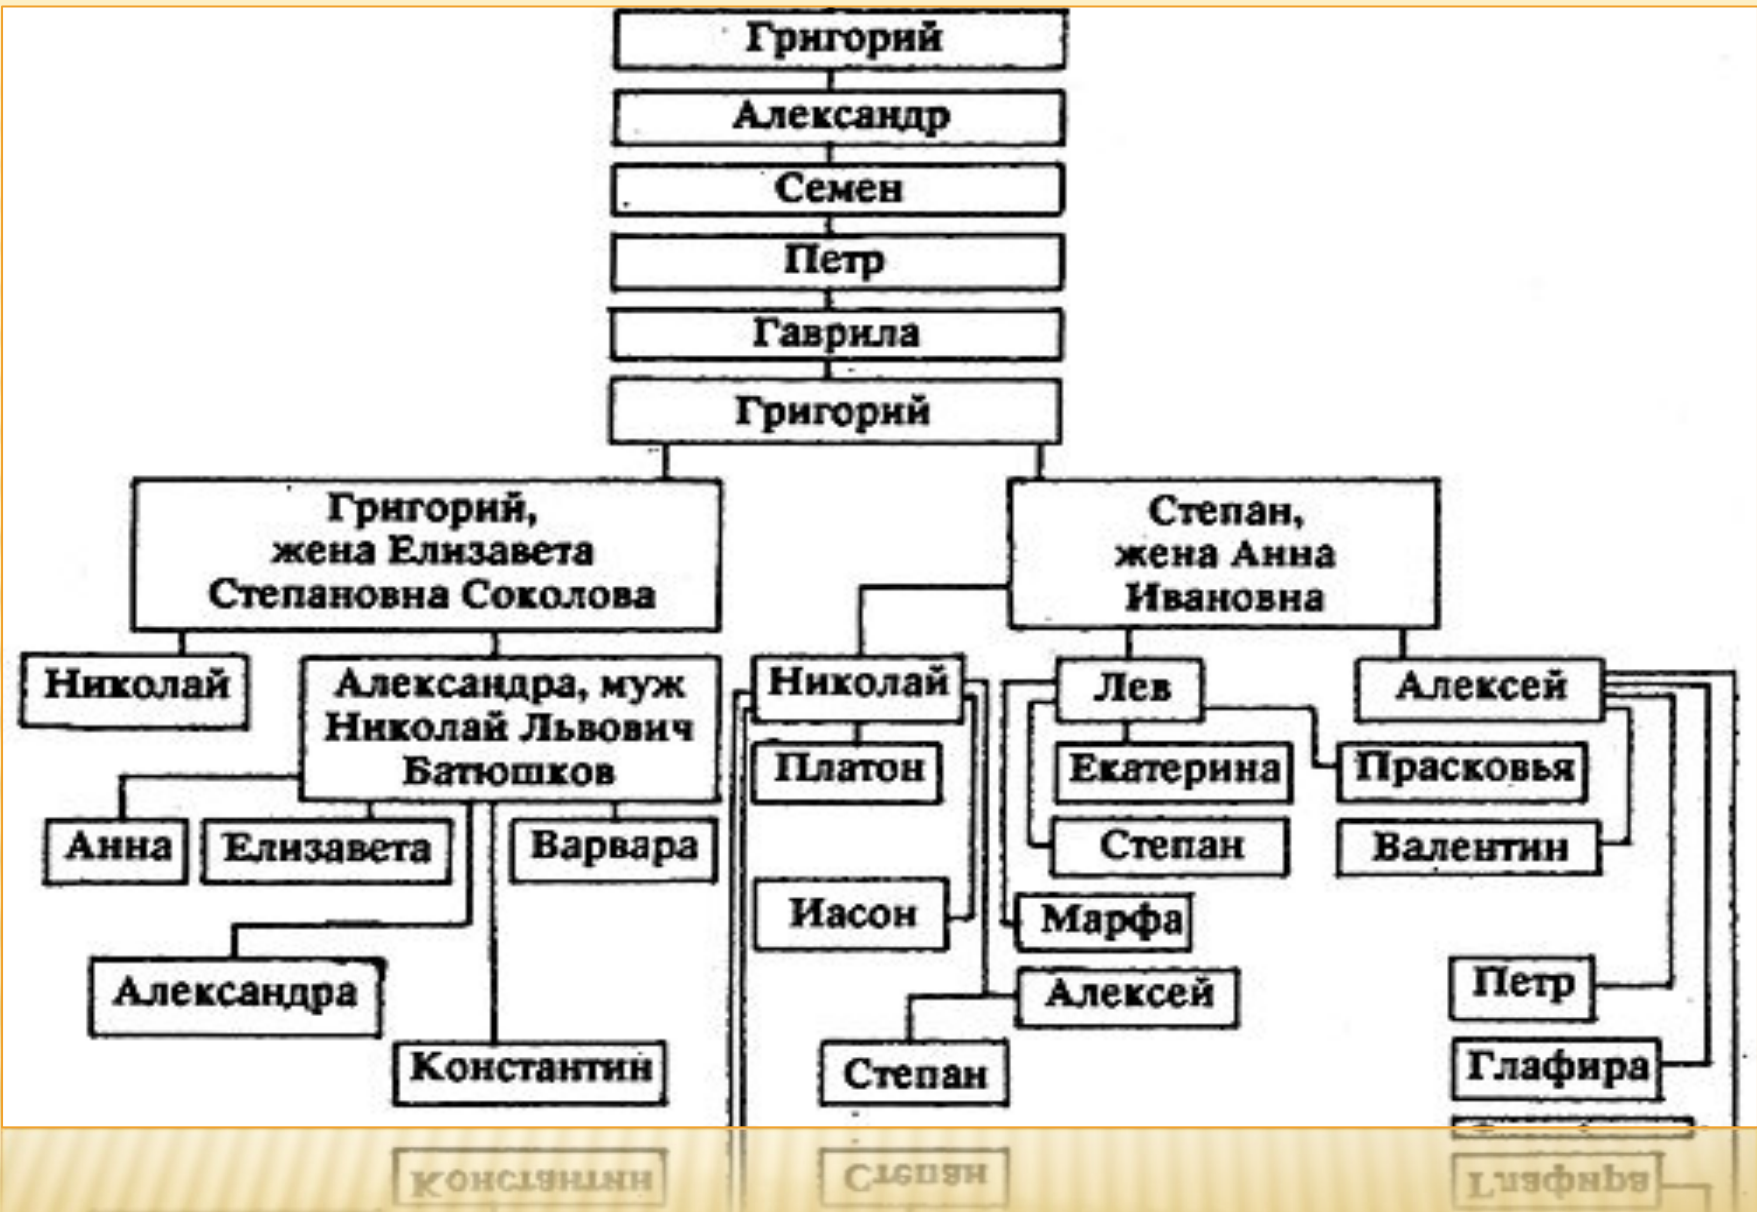 Григорий
Александр
Семен
Петр
Гаврила
Григорий
Григорий,
жена Елизавета
Степановна Соколова
Степан,
жена Анна
Ивановна
Николай
Александра, муж
Николай Львович
Батюшков
Николай
Лев
Алексей
Платон
Екатерина
Прасковья
Анна
Елизавета
Варвара
Степан
Валентин
Иасон
Марфа
Александра
Алексей
Петр
Константин
Степан
Глафира